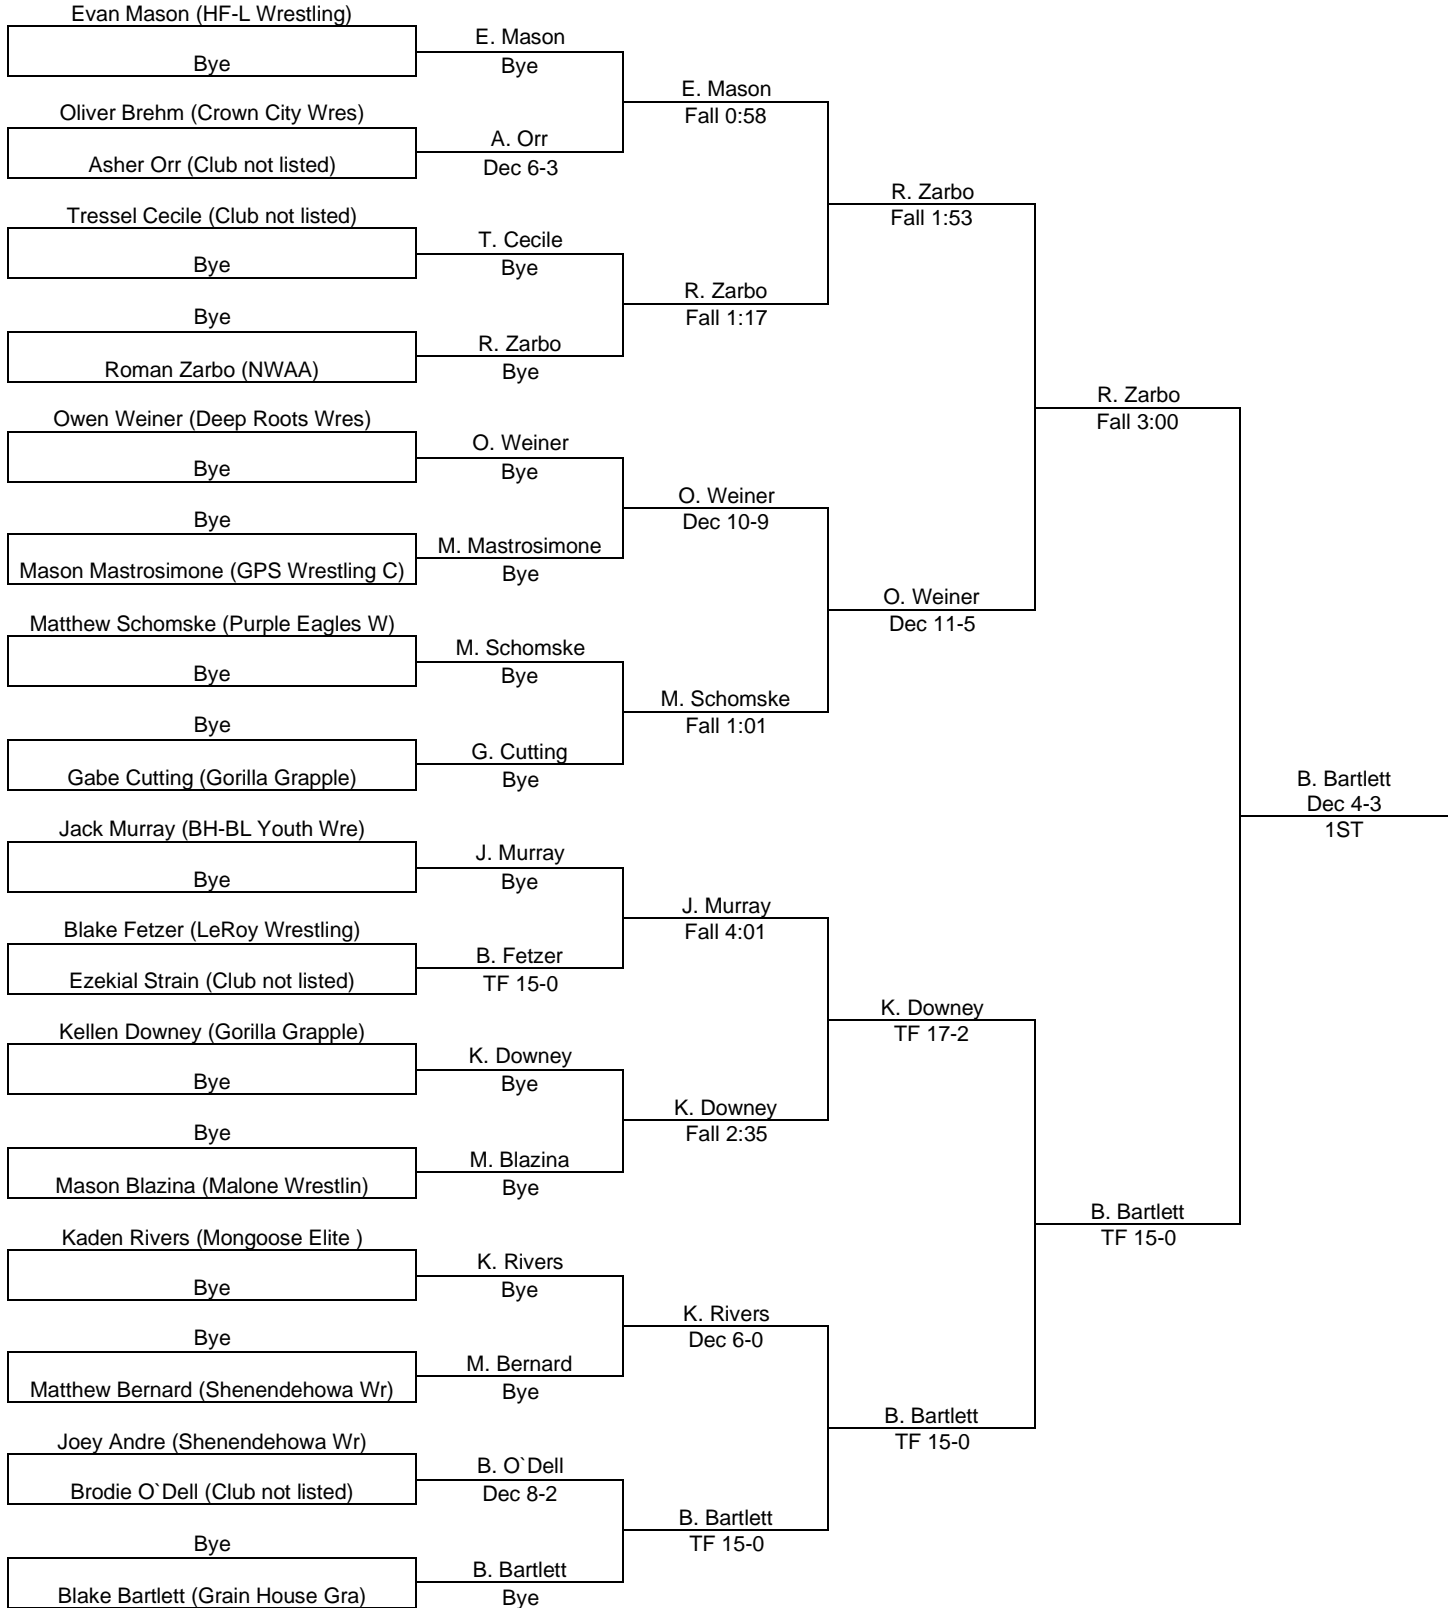 Evan Mason (HF-L Wrestling)
Bye
Oliver Brehm (Crown City Wres)
Asher Orr (Club not listed)
Tressel Cecile (Club not listed)
Bye
Bye
Roman Zarbo (NWAA)
Owen Weiner (Deep Roots Wres)
Bye
Bye
Mason Mastrosimone (GPS Wrestling C)
Matthew Schomske (Purple Eagles W)
Bye
Bye
Gabe Cutting (Gorilla Grapple)
Jack Murray (BH-BL Youth Wre)
Bye
Blake Fetzer (LeRoy Wrestling)
Ezekial Strain (Club not listed)
Kellen Downey (Gorilla Grapple)
Bye
Bye
Mason Blazina (Malone Wrestlin)
Kaden Rivers (Mongoose Elite )
Bye
Bye
Matthew Bernard (Shenendehowa Wr)
Joey Andre (Shenendehowa Wr)
Brodie O`Dell (Club not listed)
Bye
Blake Bartlett (Grain House Gra)
E. Mason
Bye
A. Orr
Dec 6-3
T. Cecile
Bye
R. Zarbo
Bye
O. Weiner
Bye
M. Mastrosimone
Bye
M. Schomske
Bye
G. Cutting
Bye
J. Murray
Bye
B. Fetzer
TF 15-0
K. Downey
Bye
M. Blazina
Bye
K. Rivers
Bye
M. Bernard
Bye
B. O`Dell
Dec 8-2
B. Bartlett
Bye
E. Mason
Fall 0:58
R. Zarbo
Fall 1:17
O. Weiner
Dec 10-9
M. Schomske
Fall 1:01
J. Murray
Fall 4:01
K. Downey
Fall 2:35
K. Rivers
Dec 6-0
B. Bartlett
TF 15-0
R. Zarbo
Fall 1:53
O. Weiner
Dec 11-5
K. Downey
TF 17-2
B. Bartlett
TF 15-0
R. Zarbo
Fall 3:00
B. Bartlett
TF 15-0
B. Bartlett
Dec 4-3
1ST